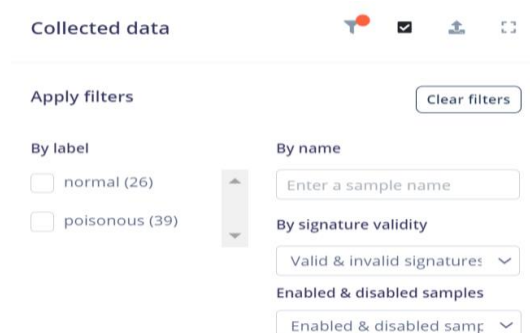 Collected data
Apply filters
Clear filters
By label
normal (26)
poisonous (39)
By name
Enter a sample name
By signature validity
Valid & invalid signatures
Enabled & disabled samples
Enabled & disabled samp